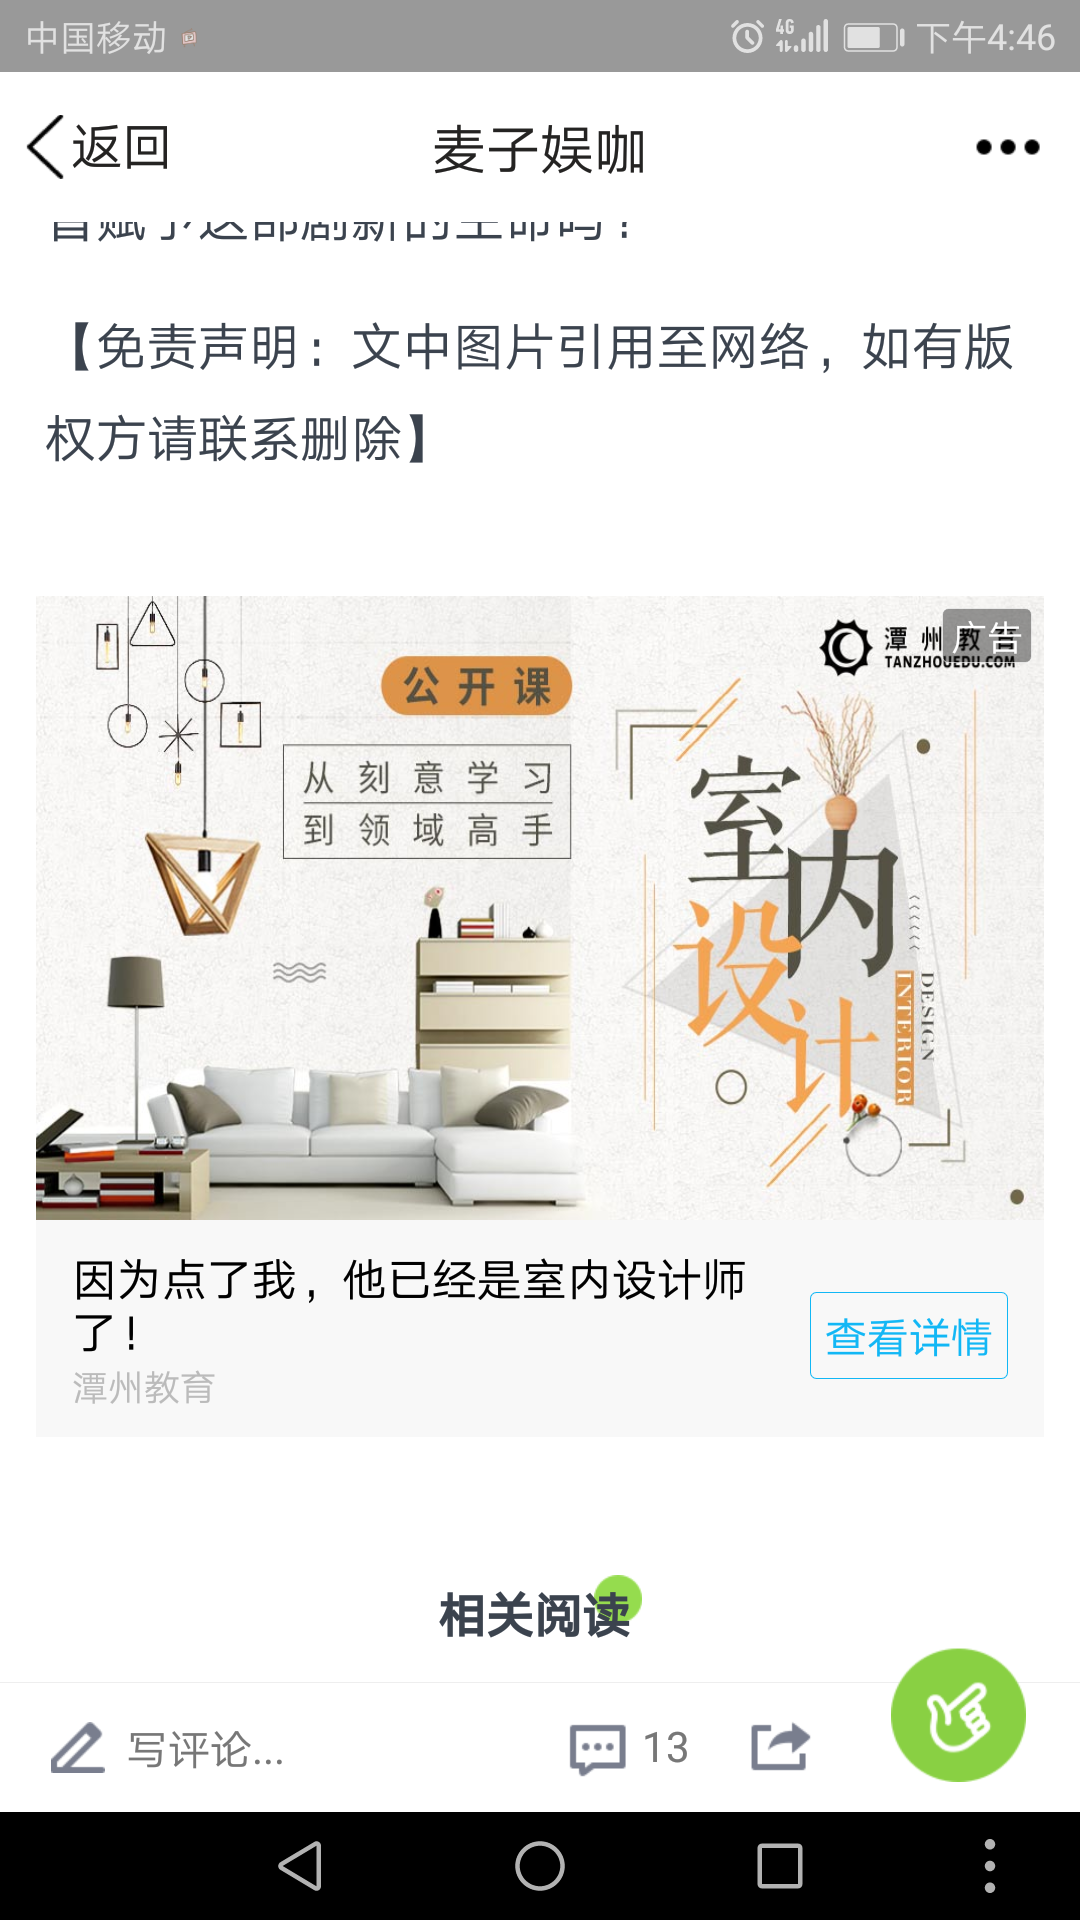 中国移动
4G
下午4:46
返回
麦子娱咖
【免责声明：文中图片引用至网络，如有版
权方请联系删除】
潭州教育
TANZHOUEDU.COM
广告
公开课
从刻意学习
到领域高手
室内
设计
DESIGN
INTERIOR
因为点了我，他已经是室内设计师
了！
潭州教育
查看详情
相关阅读
写评论...
13